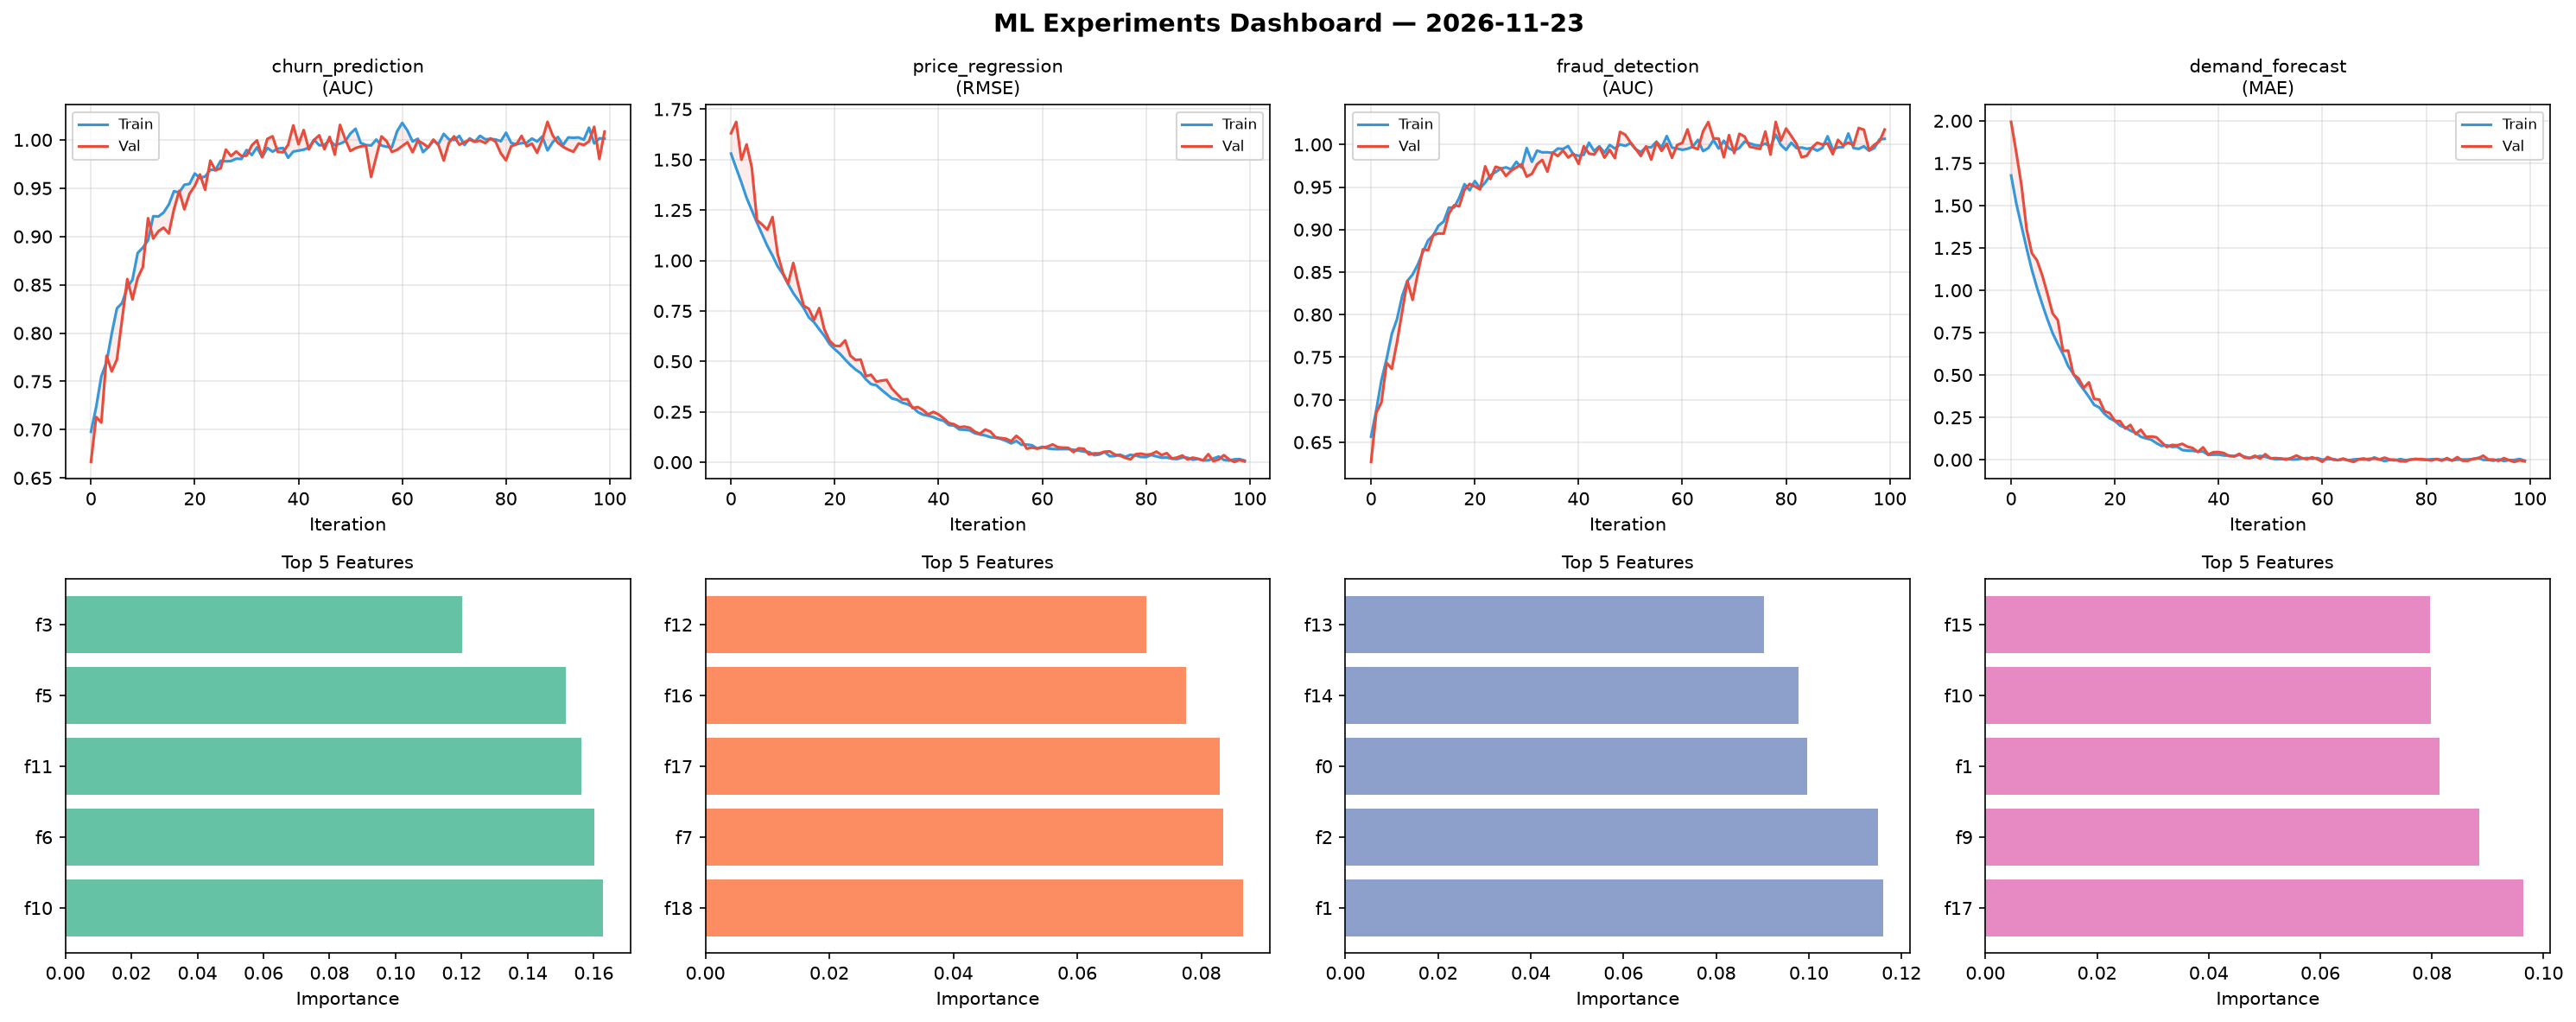 ML Experiments Dashboard — 2026-11-23
churn_prediction
(AUC)
Train
Val
1.00
0.95
0.90
0.85
0.80
0.75
0.70
0.65
0 20 40 60 80 100
Iteration
price_regression
(RMSE)
Train
Val
1.75
1.50
1.25
1.00
0.75
0.50
0.25
0.00
0 20 40 60 80 100
Iteration
fraud_detection
(AUC)
Train
Val
1.00
0.95
0.90
0.85
0.80
0.75
0.70
0.65
0 20 40 60 80 100
Iteration
demand_forecast
(MAE)
Train
Val
2.00
1.75
1.50
1.25
1.00
0.75
0.50
0.25
0.00
0 20 40 60 80 100
Iteration
Top 5 Features
f3
f5
f11
f6
f10
0.00 0.02 0.04 0.06 0.08 0.10 0.12 0.14 0.16
Importance
Top 5 Features
f12
f16
f17
f7
f18
0.00 0.02 0.04 0.06 0.08
Importance
Top 5 Features
f13
f14
f0
f2
f1
0.00 0.02 0.04 0.06 0.08 0.10 0.12
Importance
Top 5 Features
f15
f10
f1
f9
f17
0.00 0.02 0.04 0.06 0.08 0.10
Importance